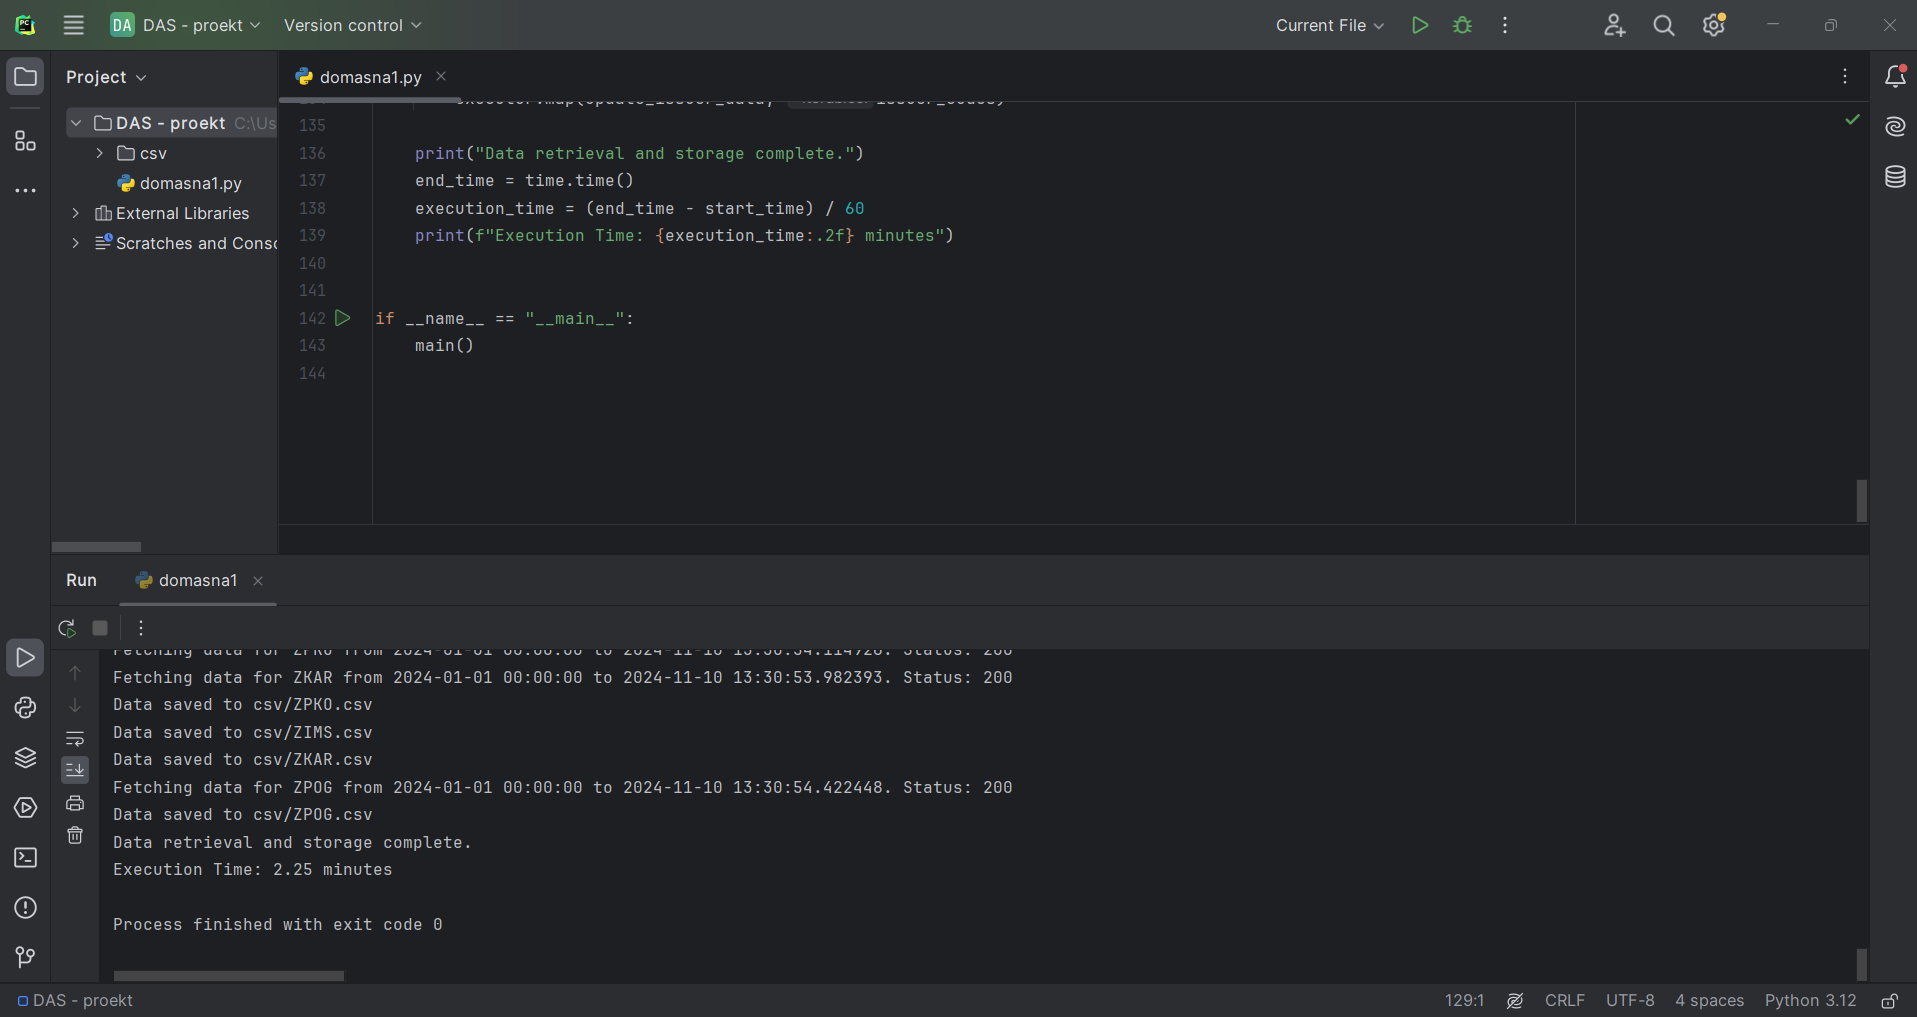 DA DAS - proekt Version control Current File
Project domasna1.py
DAS - proekt C:\Us
csv
domasna1.py
External Libraries
Scratches and Conso
135
136 print("Data retrieval and storage complete.")
137 end_time = time.time()
138 execution_time = (end_time - start_time) / 60
139 print(f"Execution Time: {execution_time:.2f} minutes")
140
141
142 if __name__ == "__main__":
143 main()
144
Run domasna1
Fetching data for ZKAR from 2024-01-01 00:00:00 to 2024-11-10 13:30:53.982393. Status: 200
Data saved to csv/ZPKO.csv
Data saved to csv/ZIMS.csv
Data saved to csv/ZKAR.csv
Fetching data for ZPOG from 2024-01-01 00:00:00 to 2024-11-10 13:30:54.422448. Status: 200
Data saved to csv/ZPOG.csv
Data retrieval and storage complete.
Execution Time: 2.25 minutes
Process finished with exit code 0
DAS - proekt 129:1 CRLF UTF-8 4 spaces Python 3.12